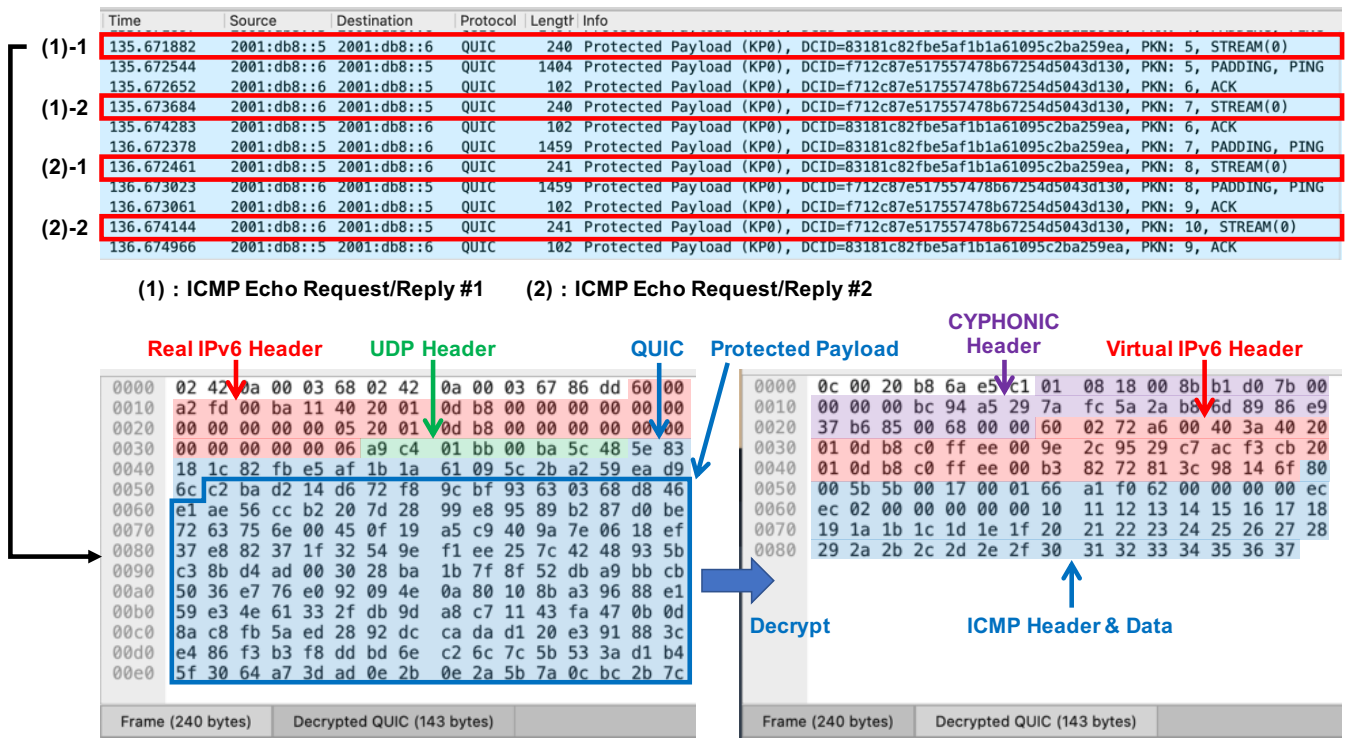 Time Source Destination Protocol Length Info
(1)-1 135.671882 2001:db8::5 2001:db8::6 QUIC 240 Protected Payload (KP0), DCID=83181c82fbe5af1b1a61095c2ba259ea, PKN: 5, STREAM(0)
135.672544 2001:db8::6 2001:db8::5 QUIC 1404 Protected Payload (KP0), DCID=f712c87e517557478b67254d5043d130, PKN: 5, PADDING, PING
135.672652 2001:db8::6 2001:db8::5 QUIC 102 Protected Payload (KP0), DCID=f712c87e517557478b67254d5043d130, PKN: 6, ACK
(1)-2 135.673684 2001:db8::6 2001:db8::5 QUIC 240 Protected Payload (KP0), DCID=f712c87e517557478b67254d5043d130, PKN: 7, STREAM(0)
135.674283 2001:db8::5 2001:db8::6 QUIC 102 Protected Payload (KP0), DCID=83181c82fbe5af1b1a61095c2ba259ea, PKN: 6, ACK
136.672378 2001:db8::5 2001:db8::6 QUIC 1459 Protected Payload (KP0), DCID=83181c82fbe5af1b1a61095c2ba259ea, PKN: 7, PADDING, PING
(2)-1 136.672461 2001:db8::5 2001:db8::6 QUIC 241 Protected Payload (KP0), DCID=83181c82fbe5af1b1a61095c2ba259ea, PKN: 8, STREAM(0)
136.673023 2001:db8::6 2001:db8::5 QUIC 1459 Protected Payload (KP0), DCID=f712c87e517557478b67254d5043d130, PKN: 8, PADDING, PING
136.673061 2001:db8::6 2001:db8::5 QUIC 102 Protected Payload (KP0), DCID=f712c87e517557478b67254d5043d130, PKN: 9, ACK
(2)-2 136.674144 2001:db8::6 2001:db8::5 QUIC 241 Protected Payload (KP0), DCID=f712c87e517557478b67254d5043d130, PKN: 10, STREAM(0)
136.674966 2001:db8::5 2001:db8::6 QUIC 102 Protected Payload (KP0), DCID=83181c82fbe5af1b1a61095c2ba259ea, PKN: 9, ACK
(1) : ICMP Echo Request/Reply #1 (2) : ICMP Echo Request/Reply #2
Real IPv6 Header UDP Header QUIC Protected Payload
0000 02 42 0a 00 03 68 02 42 0a 00 03 67 86 dd 60 00
0010 a2 fd 00 ba 11 40 20 01 0d b8 00 00 00 00 00 00
0020 00 00 00 00 00 05 20 01 0d b8 00 00 00 00 00 00
0030 00 00 00 00 00 06 a9 c4 01 bb 00 ba 5c 48 5e 83
0040 18 1c 82 fb e5 af 1b 1a 61 09 5c 2b a2 59 ea d9
0050 6c c2 ba d2 14 d6 72 f8 9c bf 93 63 03 68 d8 46
0060 e1 ae 56 cc b2 20 7d 28 99 e8 95 89 b2 87 d0 be
0070 72 63 75 6e 00 45 0f 19 a5 c9 40 9a 7e 06 18 ef
0080 37 e8 82 37 1f 32 54 9e f1 ee 25 7c 42 48 93 5b
0090 c3 8b d4 ad 00 30 28 ba 1b 7f 8f 52 db a9 bb cb
00a0 50 36 e7 76 e0 92 09 4e 0a 80 10 8b a3 96 88 e1
00b0 59 e3 4e 61 33 2f db 9d a8 c7 11 43 fa 47 0b 0d
00c0 8a c8 fb 5a ed 28 92 dc ca da d1 20 e3 91 88 3c
00d0 e4 86 f3 b3 f8 dd bd 6e c2 6c 7c 5b 53 3a d1 b4
00e0 5f 30 64 a7 3d ad 0e 2b 0e 2a 5b 7a 0c bc 2b 7c
Frame (240 bytes) Decrypted QUIC (143 bytes)
CYPHONIC
Header
Virtual IPv6 Header
0000 0c 00 20 b8 6a e5 c1 01 08 18 00 8b b1 d0 7b 00
0010 00 00 00 bc 94 a5 29 7a fc 5a 2a b8 6d 89 86 e9
0020 37 b6 85 00 68 00 00 60 02 72 a6 00 40 3a 40 20
0030 01 0d b8 c0 ff ee 00 9e 2c 95 29 c7 ac f3 cb 20
0040 01 0d b8 c0 ff ee 00 b3 82 72 81 3c 98 14 6f 80
0050 00 5b 5b 00 17 00 01 66 a1 f0 62 00 00 00 00 ec
0060 ec 02 00 00 00 00 00 10 11 12 13 14 15 16 17 18
0070 19 1a 1b 1c 1d 1e 1f 20 21 22 23 24 25 26 27 28
0080 29 2a 2b 2c 2d 2e 2f 30 31 32 33 34 35 36 37
Decrypt ICMP Header & Data
Frame (240 bytes) Decrypted QUIC (143 bytes)